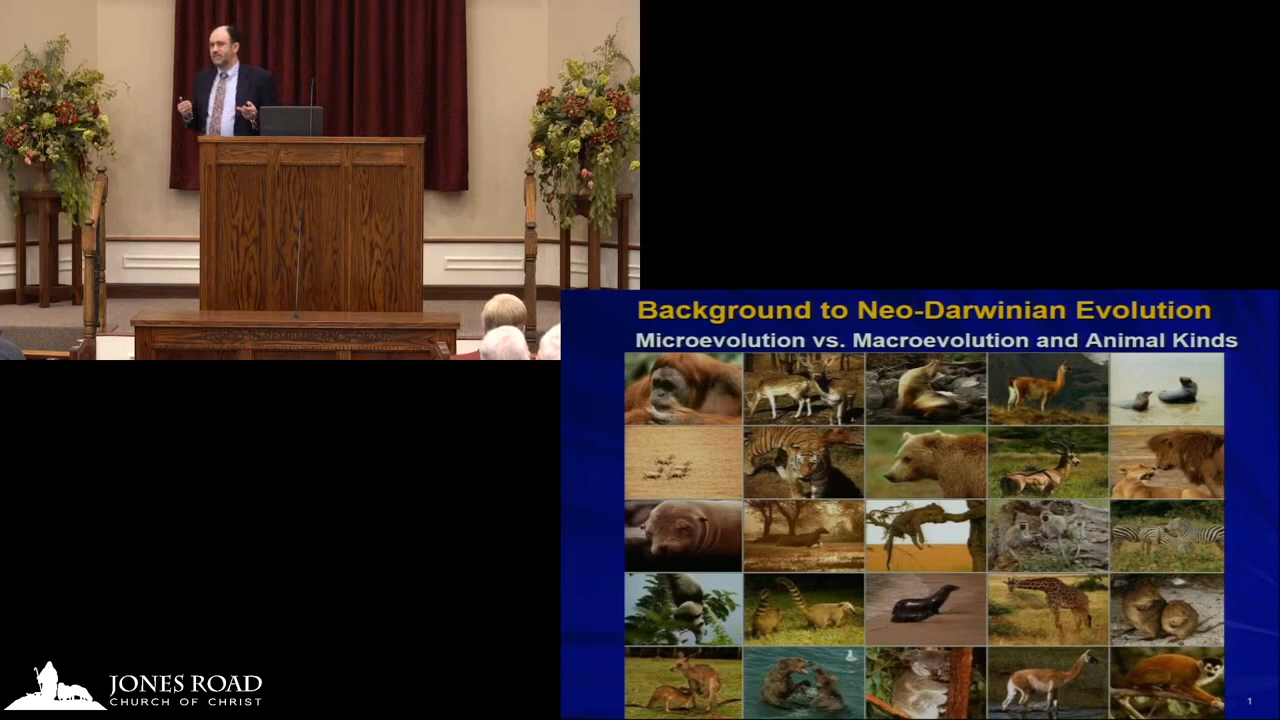 Background to Neo-Darwinian Evolution
Microevolution vs. Macroevolution and Animal Kinds
1
JONES ROAD
CHURCH OF CHRIST